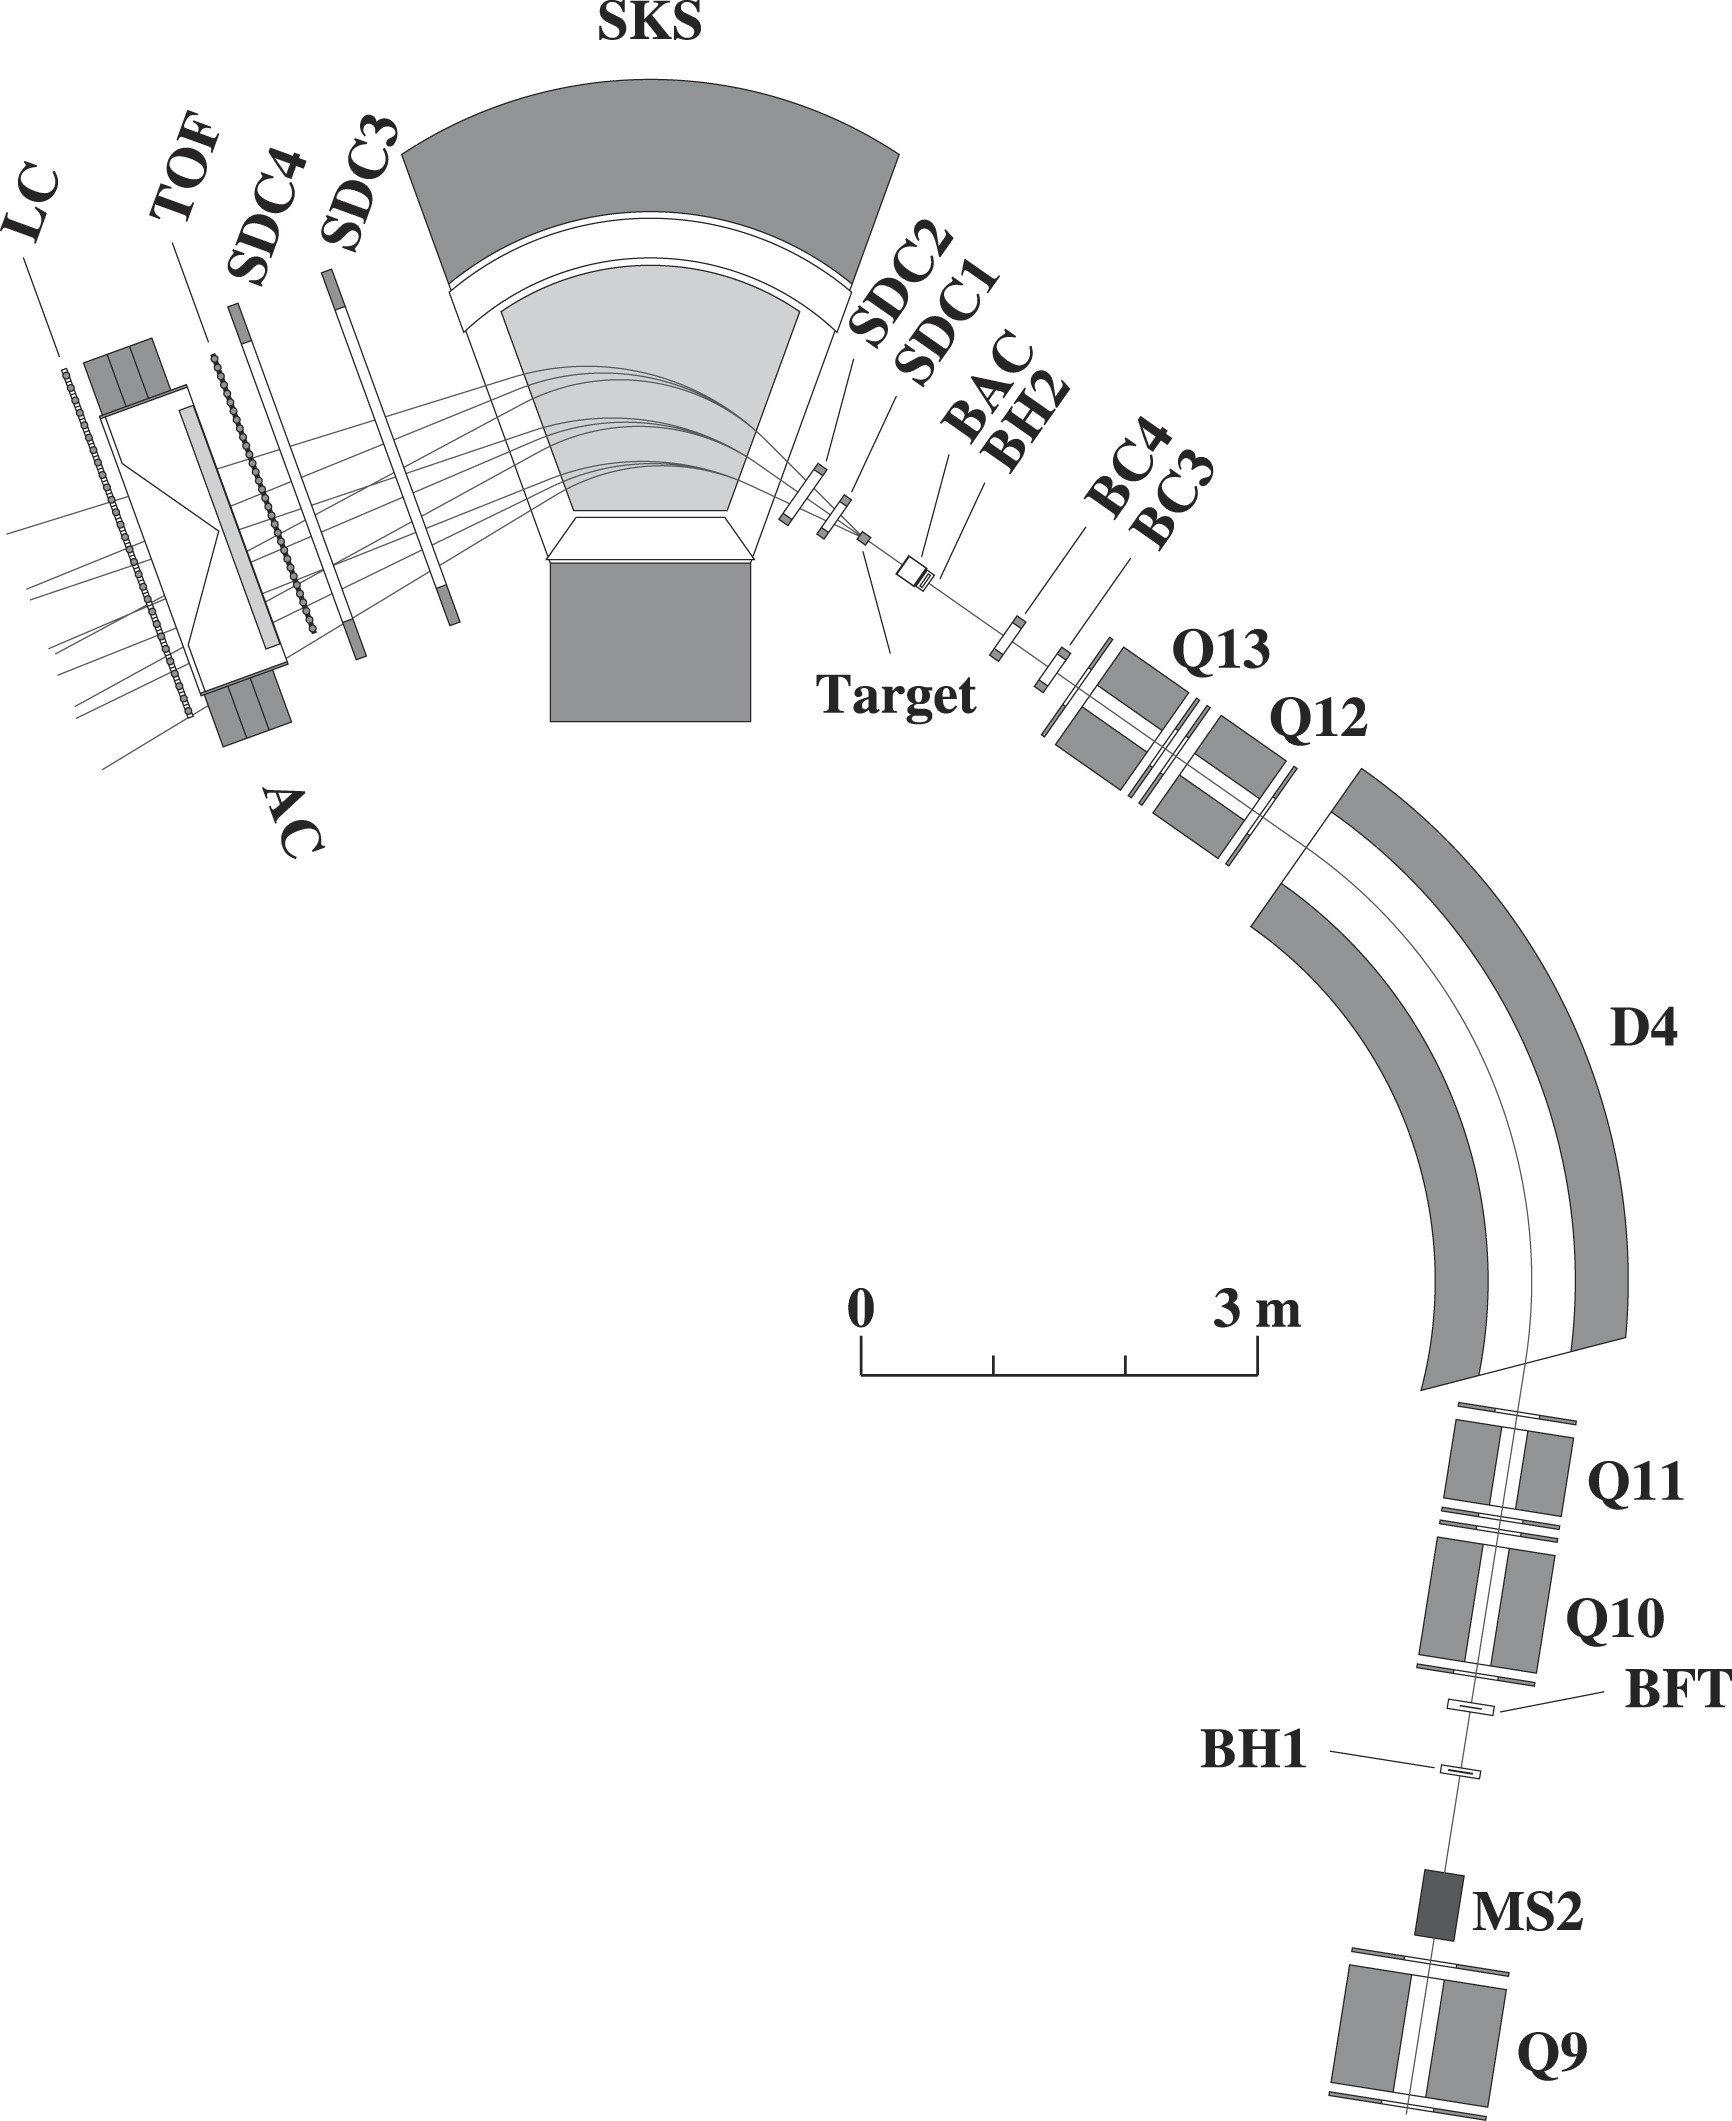 SKS
LC
TOF
SDC4
SDC3
SDC2
SDC1
BAC
BH2
BC4
BC3
Target
Q13
Q12
AC
D4
0
3 m
Q11
Q10
BFT
BH1
MS2
Q9